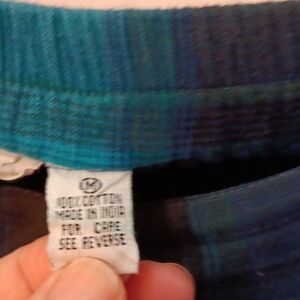 M
100% COTTON
MADE IN INDIA
FOR CARE
SEE REVERSE